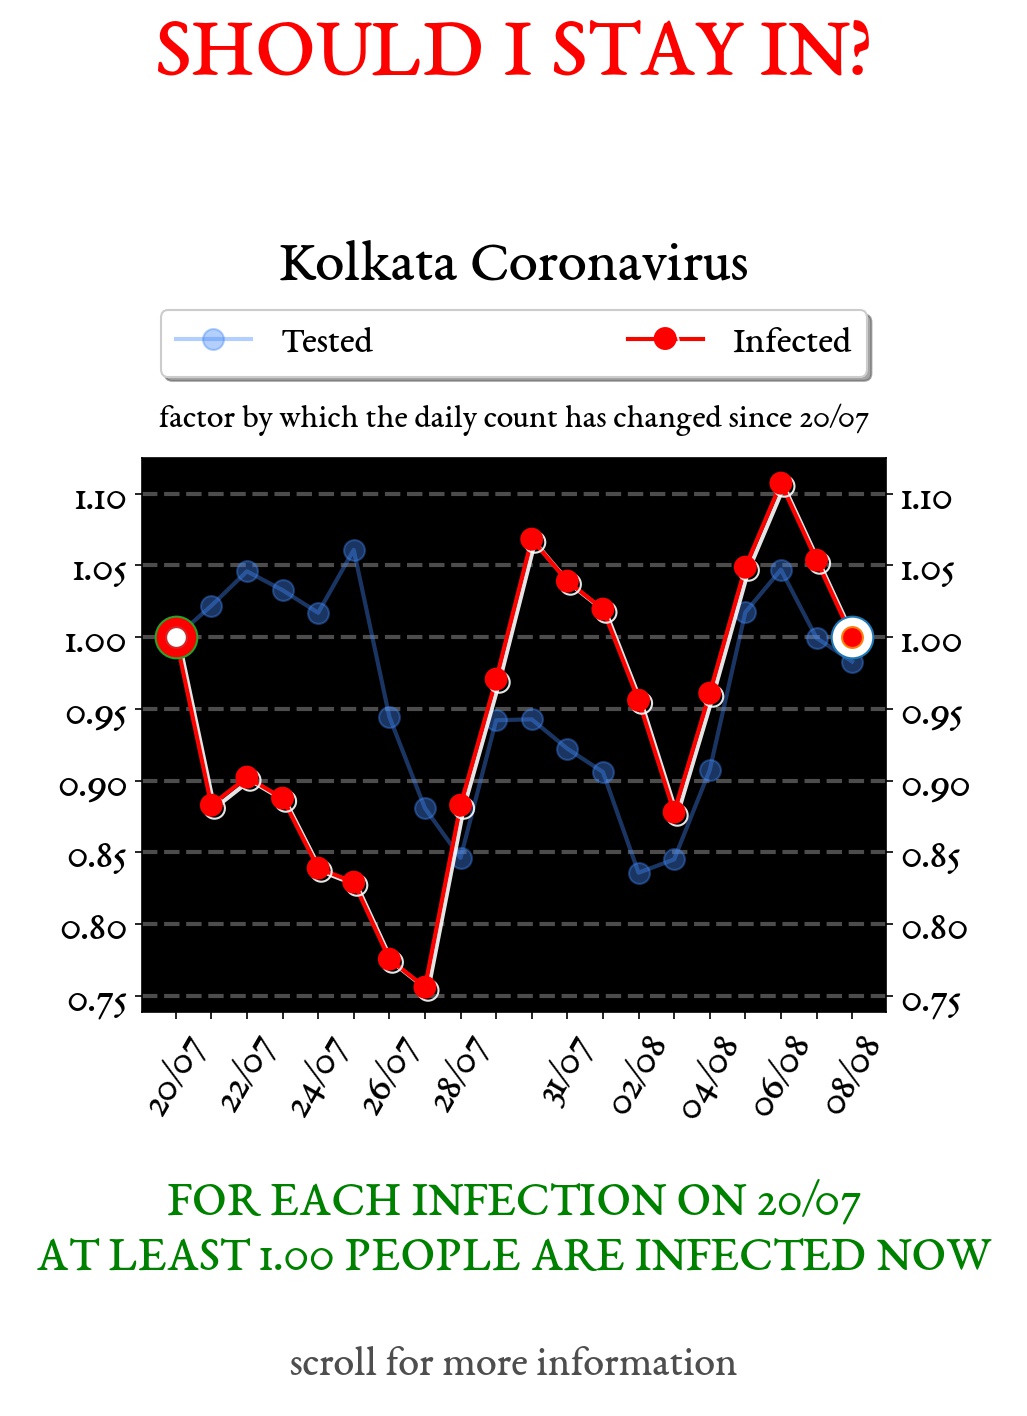 SHOULD I STAY IN?
Kolkata Coronavirus
Tested Infected
factor by which the daily count has changed since 20/07
1.10 1.10
1.05 1.05
1.00 1.00
0.95 0.95
0.90 0.90
0.85 0.85
0.80 0.80
0.75 0.75
20/07 22/07 24/07 26/07 28/07 31/07 02/08 04/08 06/08 08/08
FOR EACH INFECTION ON 20/07
AT LEAST 1.00 PEOPLE ARE INFECTED NOW
scroll for more information